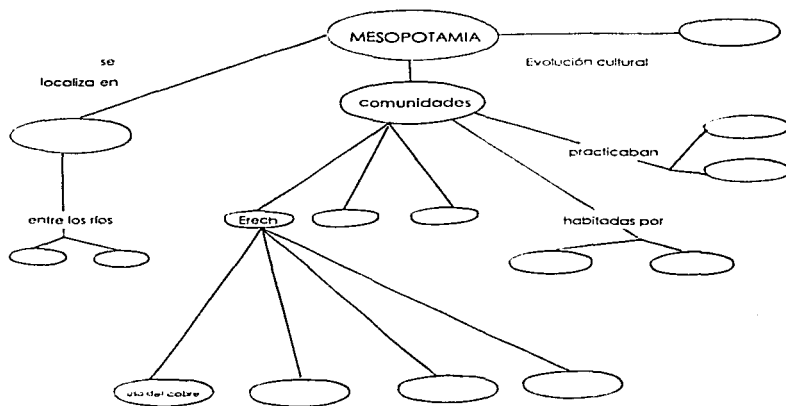 MESOPOTAMIA
se
localiza en
Evolución cultural
comunidades
practicaban
entre los ríos
Erech
habitadas por
uso del cobre